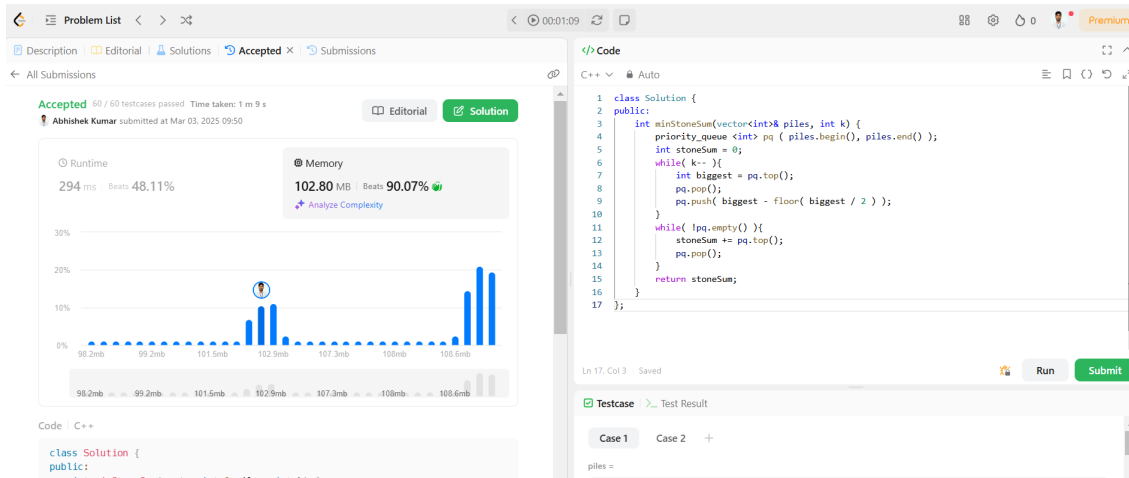 Problem List
00:01:09
0
Premium
Description | Editorial | Solutions | Accepted × | Submissions
← All Submissions
Accepted 60 / 60 testcases passed Time taken: 1 m 9 s
Abhishek Kumar submitted at Mar 03, 2025 09:50
Editorial
Solution
Runtime
294 ms | Beats 48.11%
Memory
102.80 MB | Beats 90.07%
Analyze Complexity
30%
20%
10%
0%
98.2mb 99.2mb 101.5mb 102.9mb 107.3mb 108mb 108.6mb
98.2mb 99.2mb 101.5mb 102.9mb 107.3mb 108mb 108.6mb
Code | C++
class Solution {
public:
</> Code
C++ Auto
1 class Solution {
2 public:
3 int minStoneSum(vector<int>& piles, int k) {
4 priority_queue <int> pq ( piles.begin(), piles.end() );
5 int stoneSum = 0;
6 while( k-- ){
7 int biggest = pq.top();
8 pq.pop();
9 pq.push( biggest - floor( biggest / 2 ) );
10 }
11 while( !pq.empty() ){
12 stoneSum += pq.top();
13 pq.pop();
14 }
15 return stoneSum;
16 }
17 };
Ln 17, Col 3 | Saved
Run
Submit
Testcase | >_ Test Result
Case 1 Case 2 +
piles =